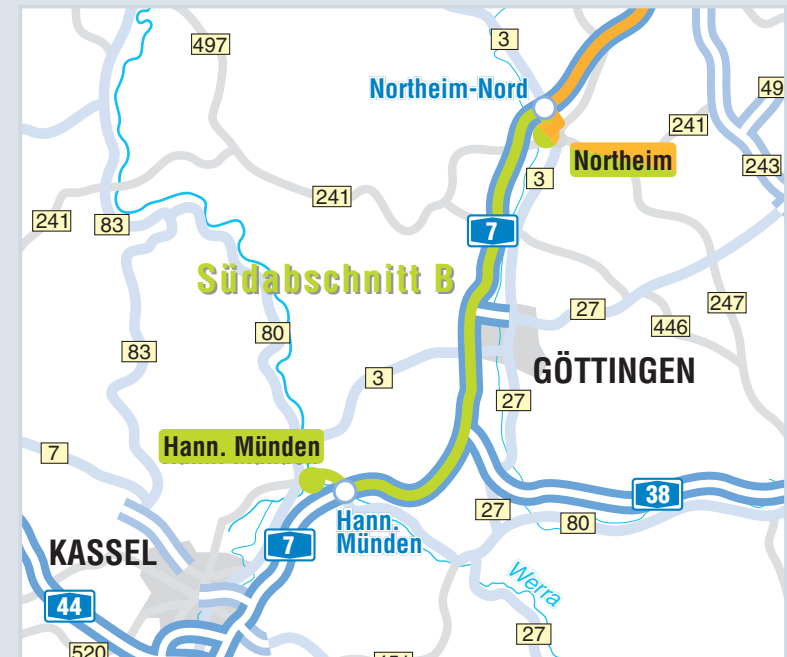 497
3
Northeim-Nord
49
241
Northeim
243
3
241
241
83
7
Südabschnitt B
27
247
80
446
83
3
GÖTTINGEN
27
Hann. Münden
7
38
27
80
Hann.
Münden
7
KASSEL
Werra
44
27
520